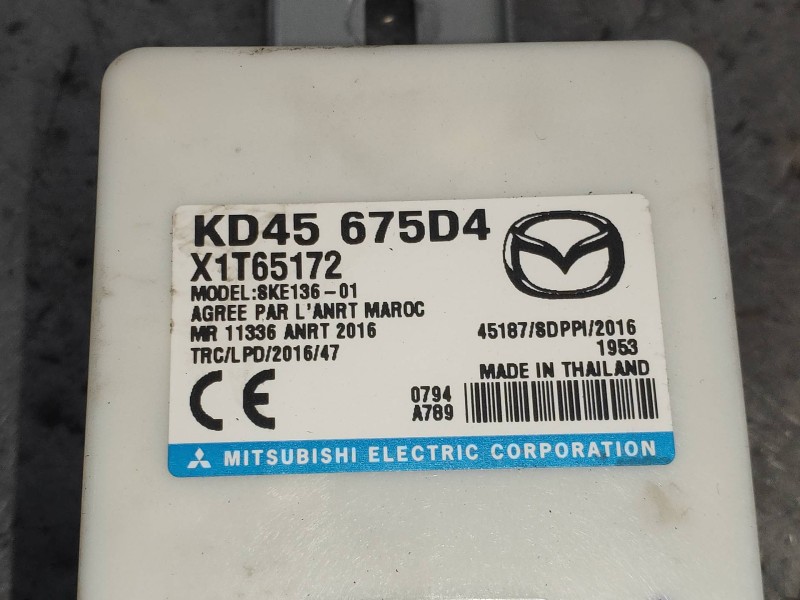 KD45 675D4
X1T65172
MODEL:SKE136-01
AGREE PAR L'ANRT MAROC
MR 11336 ANRT 2016
TRC/LPD/2016/47
45187/SDPPI/2016
1953
MADE IN THAILAND
CE
0794
A789
MITSUBISHI ELECTRIC CORPORATION